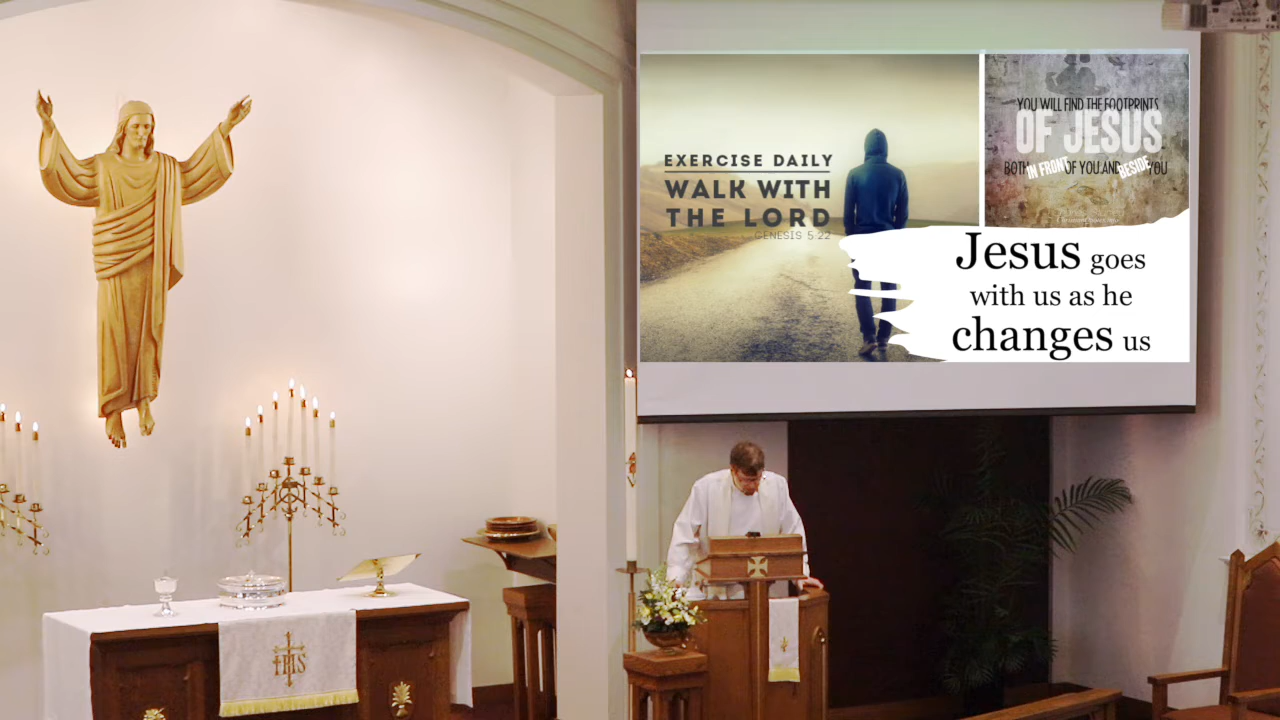 EXERCISE DAILY
WALK WITH
THE LORD
GENESIS 5:22
YOU WILL FIND THE FOOTPRINTS
OF JESUS
BOTH IN FRONT OF YOU AND BESIDE YOU
Jesus goes
with us as he
changes us
IHS